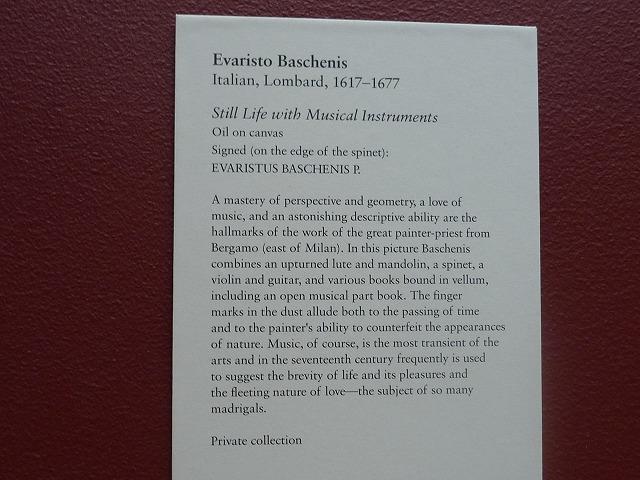 Evaristo Baschenis
Italian, Lombard, 1617–1677
Still Life with Musical Instruments
Oil on canvas
Signed (on the edge of the spinet):
EVARISTUS BASCHENIS P.
A mastery of perspective and geometry, a love of
music, and an astonishing descriptive ability are the
hallmarks of the work of the great painter-priest from
Bergamo (east of Milan). In this picture Baschenis
combines an upturned lute and mandolin, a spinet, a
violin and guitar, and various books bound in vellum,
including an open musical part book. The finger
marks in the dust allude both to the passing of time
and to the painter's ability to counterfeit the appearances
of nature. Music, of course, is the most transient of the
arts and in the seventeenth century frequently is used
to suggest the brevity of life and its pleasures and
the fleeting nature of love—the subject of so many
madrigals.
Private collection